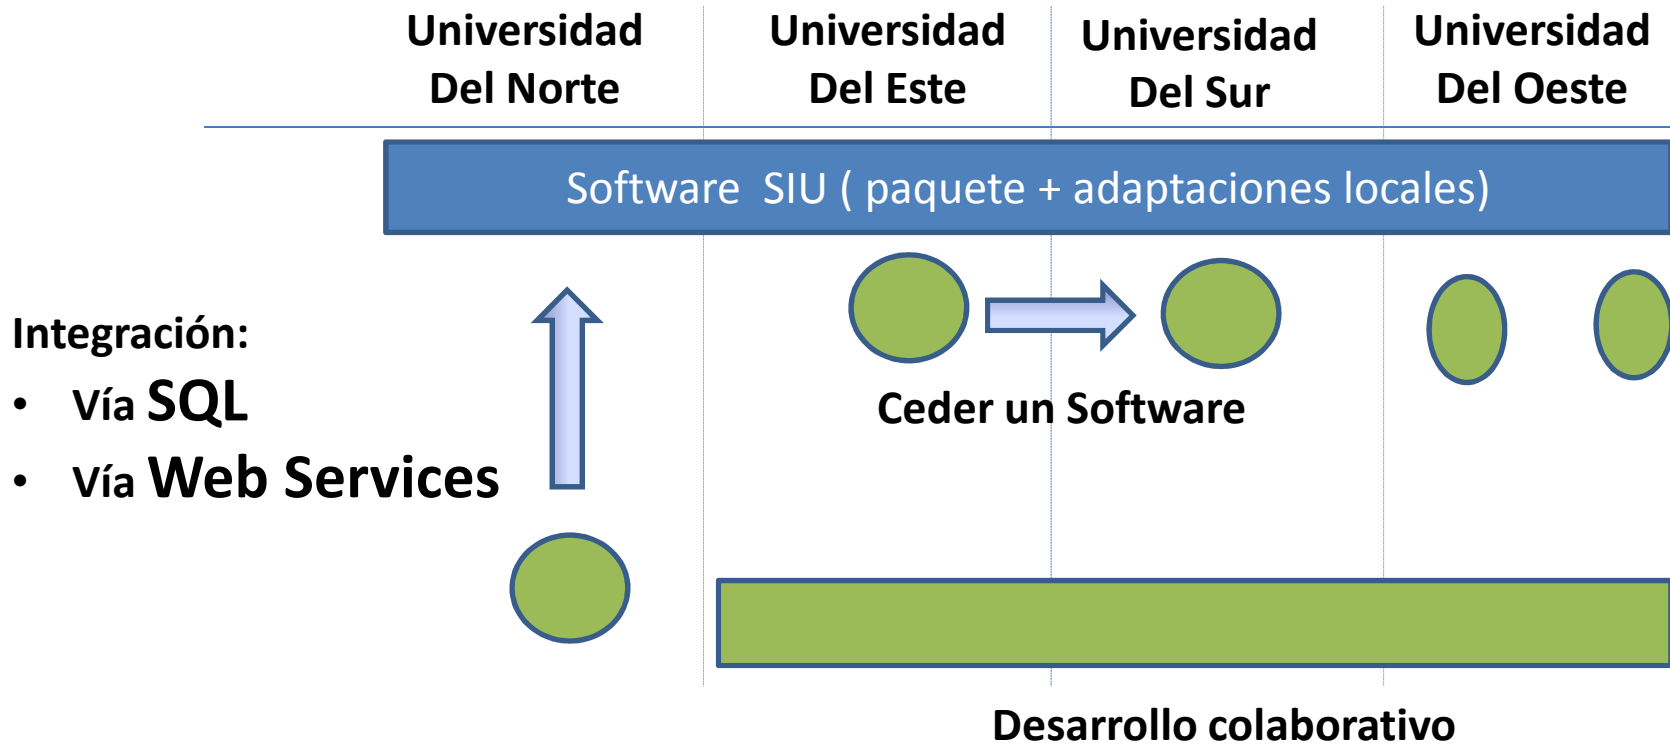 Universidad
Del Norte
Universidad
Del Este
Universidad
Del Sur
Universidad
Del Oeste
Software SIU ( paquete + adaptaciones locales)
Integración:
• Vía SQL
• Vía Web Services
Ceder un Software
Desarrollo colaborativo